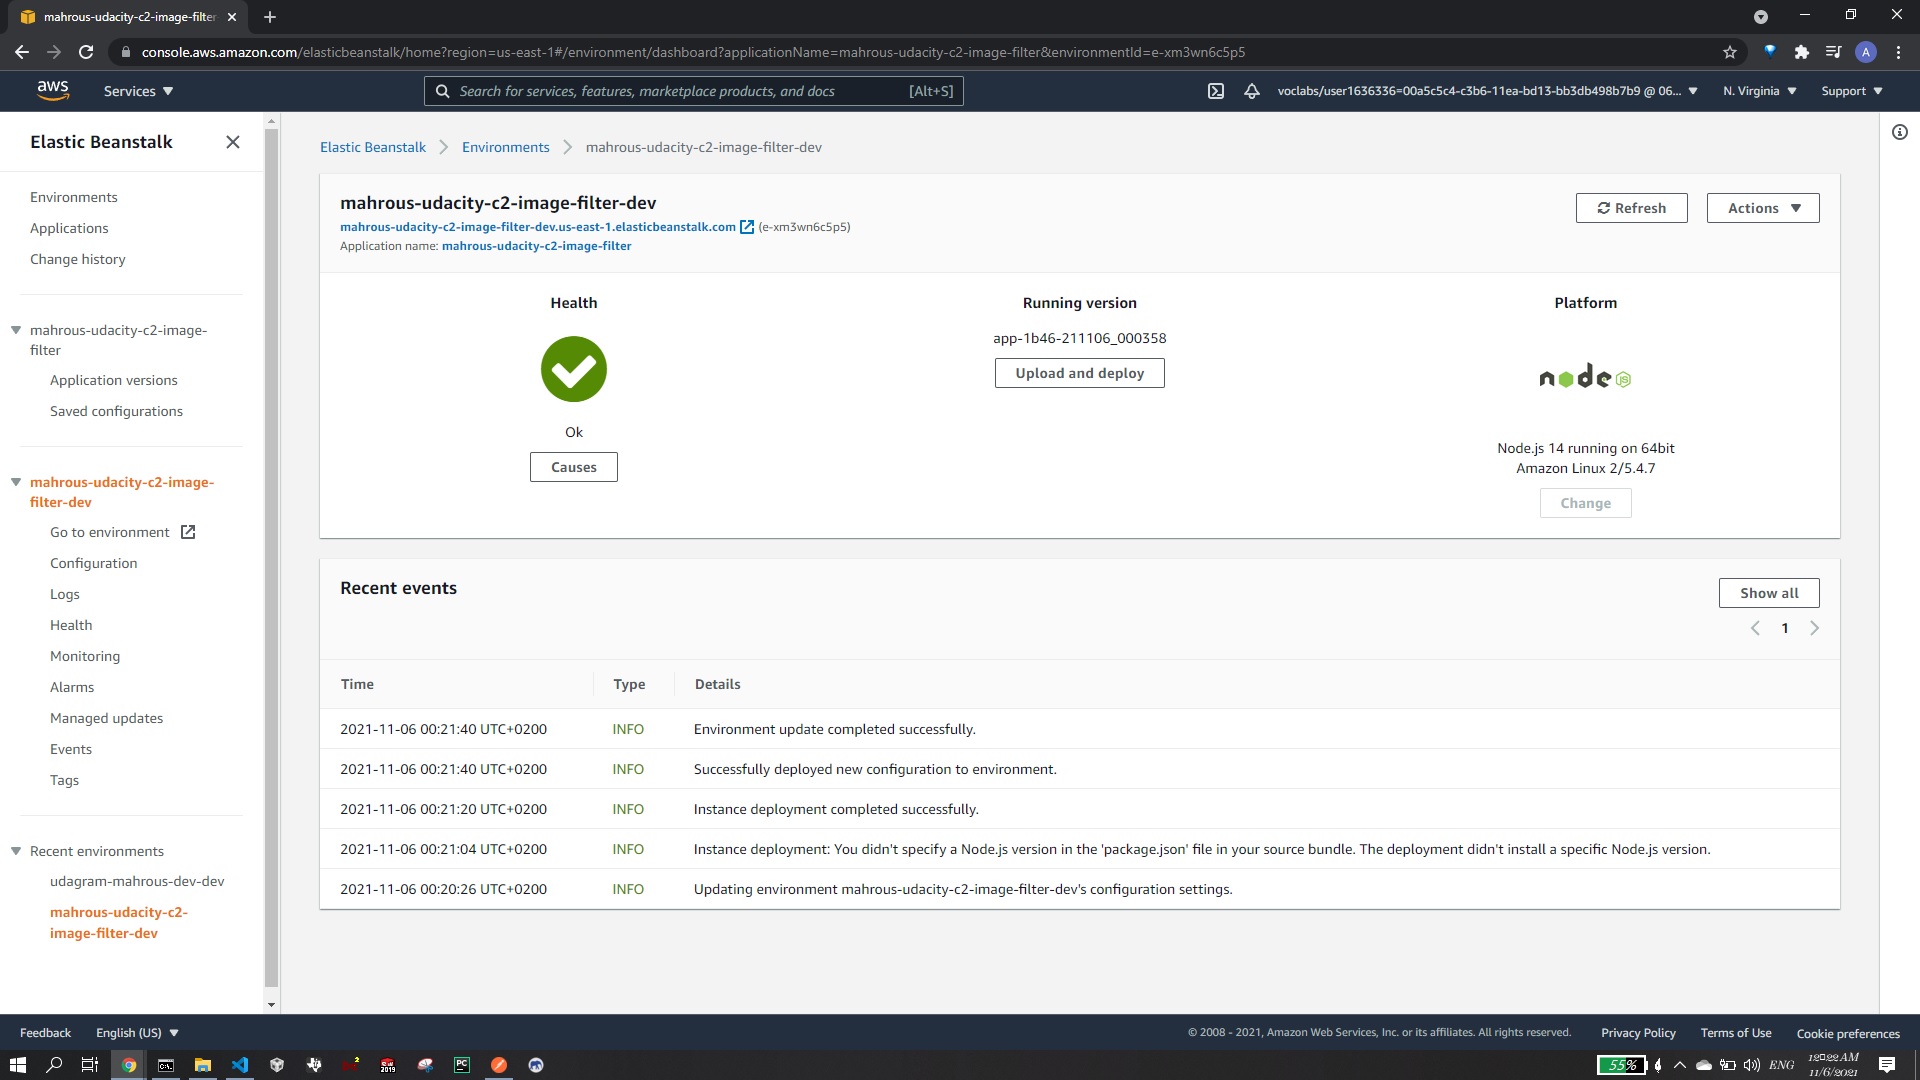 mahrous-udacity-c2-image-filter
console.aws.amazon.com/elasticbeanstalk/home?region=us-east-1#/environment/dashboard?applicationName=mahrous-udacity-c2-image-filter&environmentId=e-xm3wn6c5p5
A
aws
Services
Search for services, features, marketplace products, and docs [Alt+S]
voclabs/user1636336=00a5c5c4-c3b6-11ea-bd13-bb3db498b7b9 @ 06...
N. Virginia
Support
Elastic Beanstalk
Environments
Applications
Change history
mahrous-udacity-c2-image-
filter
Application versions
Saved configurations
mahrous-udacity-c2-image-
filter-dev
Go to environment
Configuration
Logs
Health
Monitoring
Alarms
Managed updates
Events
Tags
Recent environments
udagram-mahrous-dev-dev
mahrous-udacity-c2-
image-filter-dev
Elastic Beanstalk
Environments
mahrous-udacity-c2-image-filter-dev
mahrous-udacity-c2-image-filter-dev
mahrous-udacity-c2-image-filter-dev.us-east-1.elasticbeanstalk.com (e-xm3wn6c5p5)
Application name: mahrous-udacity-c2-image-filter
Refresh
Actions
Health
Ok
Causes
Running version
app-1b46-211106_000358
Upload and deploy
Platform
node JS
Node.js 14 running on 64bit
Amazon Linux 2/5.4.7
Change
Recent events
Show all
1
Time Type Details
2021-11-06 00:21:40 UTC+0200 INFO Environment update completed successfully.
2021-11-06 00:21:40 UTC+0200 INFO Successfully deployed new configuration to environment.
2021-11-06 00:21:20 UTC+0200 INFO Instance deployment completed successfully.
2021-11-06 00:21:04 UTC+0200 INFO Instance deployment: You didn't specify a Node.js version in the 'package.json' file in your source bundle. The deployment didn't install a specific Node.js version.
2021-11-06 00:20:26 UTC+0200 INFO Updating environment mahrous-udacity-c2-image-filter-dev's configuration settings.
Feedback
English (US)
© 2008 - 2021, Amazon Web Services, Inc. or its affiliates. All rights reserved.
Privacy Policy
Terms of Use
Cookie preferences
2019
PC
55%
ENG
11/6/2021